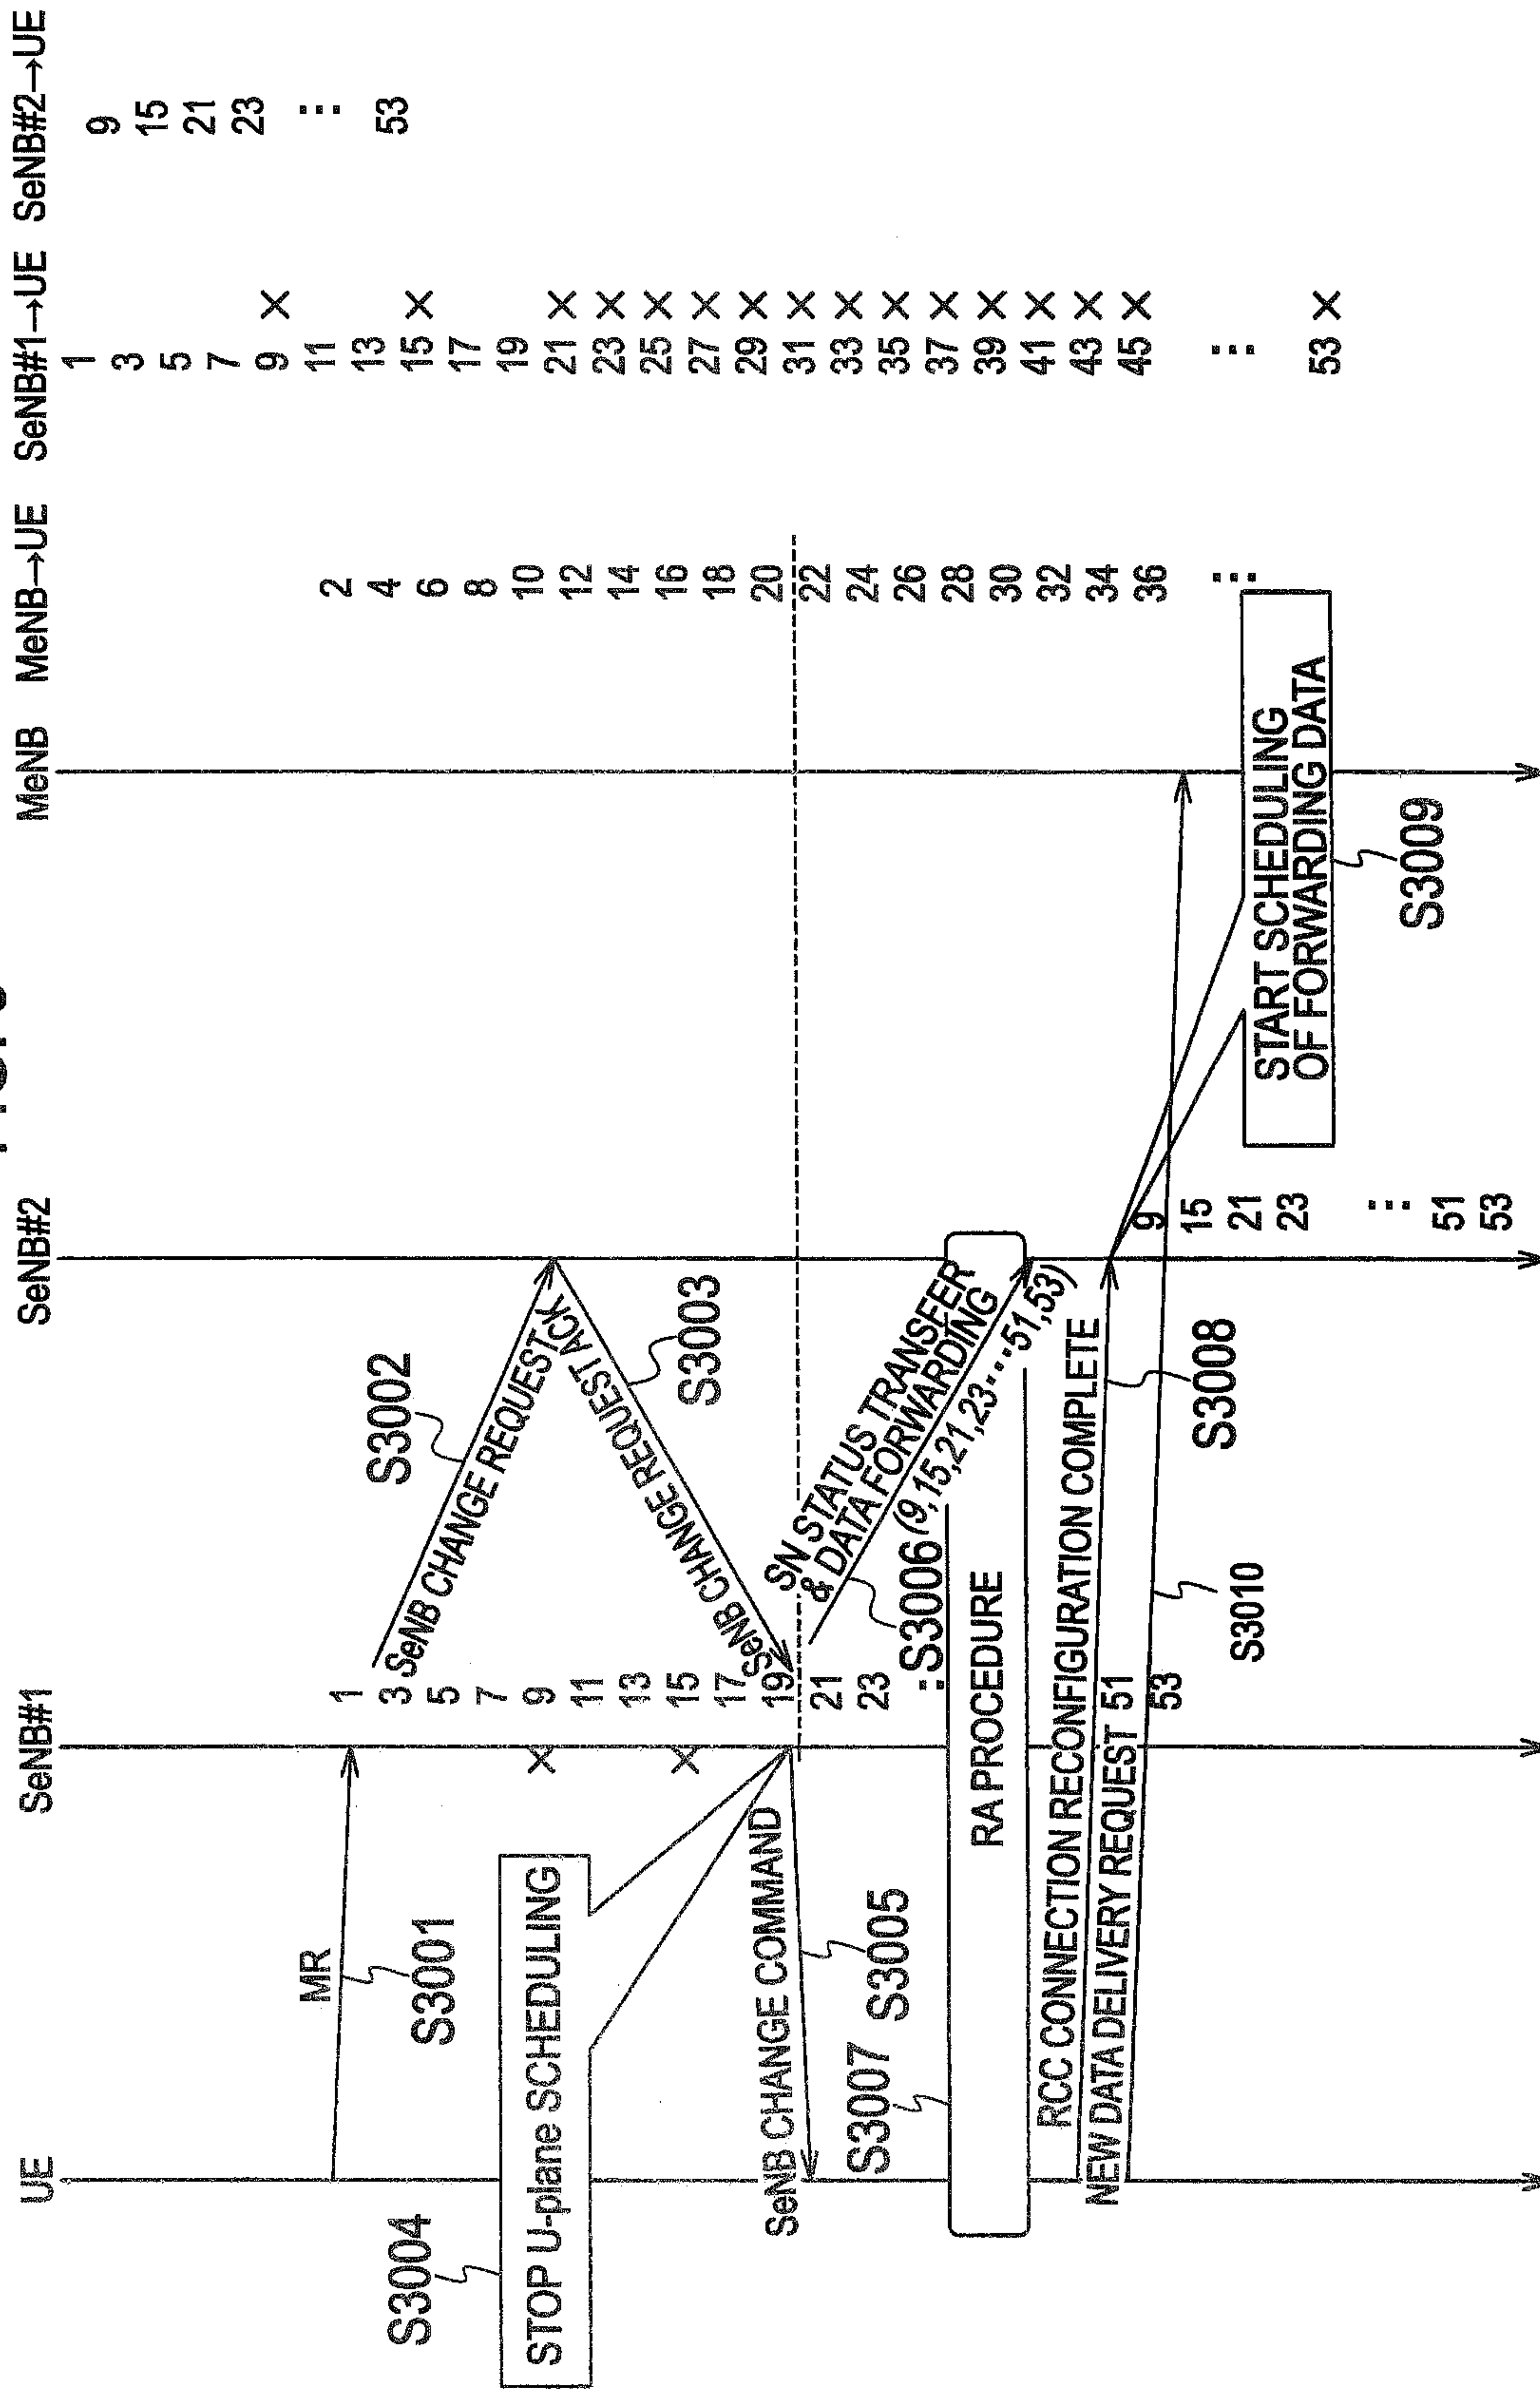 UE
SeNB#1
SeNB#2
MeNB
MeNB→UE
SeNB#1→UE
SeNB#2→UE
MR
S3001
SeNB CHANGE REQUEST
S3002
SeNB CHANGE REQUEST ACK
S3003
S3004
STOP U-plane SCHEDULING
SeNB CHANGE COMMAND
S3005
SN STATUS TRANSFER
& DATA FORWARDING
(9,15,21,23···51,53)
S3006
S3007
RA PROCEDURE
RCC CONNECTION RECONFIGURATION COMPLETE
S3008
NEW DATA DELIVERY REQUEST
S3010
START SCHEDULING
OF FORWARDING DATA
S3009
1
3
5
7
9 ×
11
13
15 ×
17
19
21
23
⋮
51
53
9
15
21
23
⋮
51
53
2
4
6
8
10
12
14
16
18
20
22
24
26
28
30
32
34
36
⋮
1
3
5
7
9 ×
11
13
15 ×
17
19
21 ×
23 ×
25 ×
27 ×
29 ×
31 ×
33 ×
35 ×
37 ×
39 ×
41 ×
43 ×
45 ×
⋮
53 ×
9
15
21
23
⋮
53